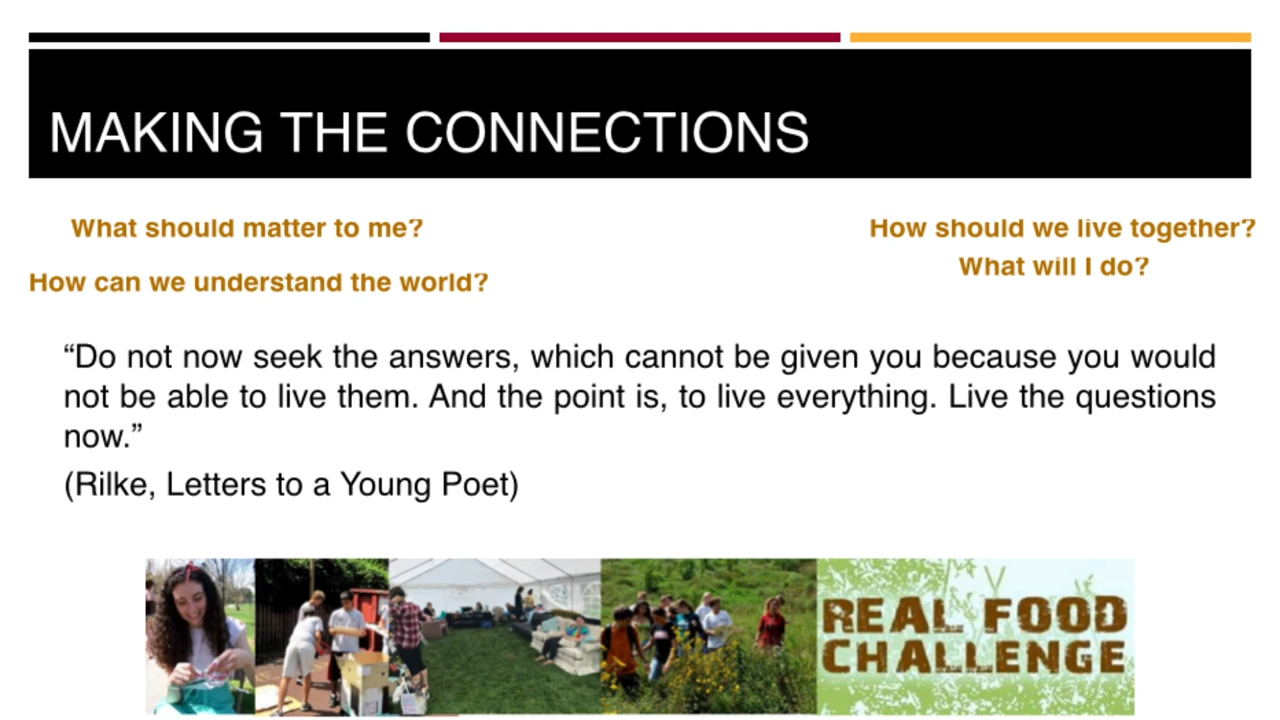 MAKING THE CONNECTIONS
What should matter to me?
How should we live together?
What will I do?
How can we understand the world?
“Do not now seek the answers, which cannot be given you because you would
not be able to live them. And the point is, to live everything. Live the questions
now.”
(Rilke, Letters to a Young Poet)
REAL FOOD
CHALLENGE